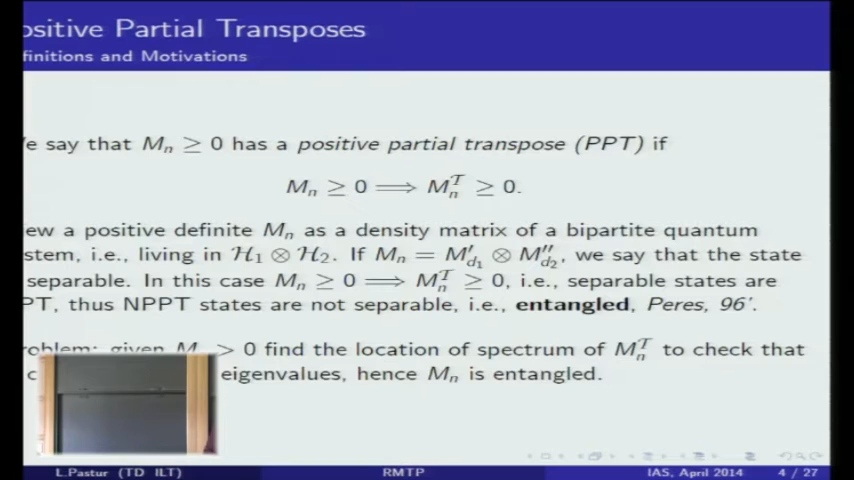 ositive Partial Transposes
finitions and Motivations
e say that Mₙ ≥ 0 has a positive partial transpose (PPT) if
Mₙ ≥ 0 ⟹ Mₙᵀ ≥ 0.
ew a positive definite Mₙ as a density matrix of a bipartite quantum
stem, i.e., living in ℋ₁ ⊗ ℋ₂. If Mₙ = M′_{d₁} ⊗ M″_{d₂}, we say that the state
separable. In this case Mₙ ≥ 0 ⟹ Mₙᵀ ≥ 0, i.e., separable states are
PT, thus NPPT states are not separable, i.e., entangled, Peres, 96'.
roblem: given M > 0 find the location of spectrum of Mₙᵀ to check that
eigenvalues, hence Mₙ is entangled.
L.Pastur (TD ILT) RMTP IAS, April 2014 4 / 27